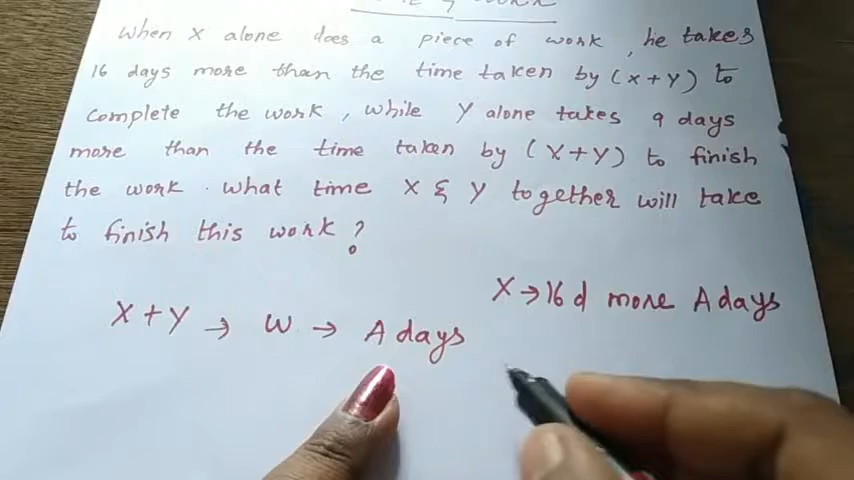 When X alone does a piece of work, he takes
16 days more than the time taken by (X+Y) to
complete the work, while Y alone takes 9 days
more than the time taken by (X+Y) to finish
the work. What time X & Y together will take
to finish this work?
X → 16 d more A days
X + Y → W → A days